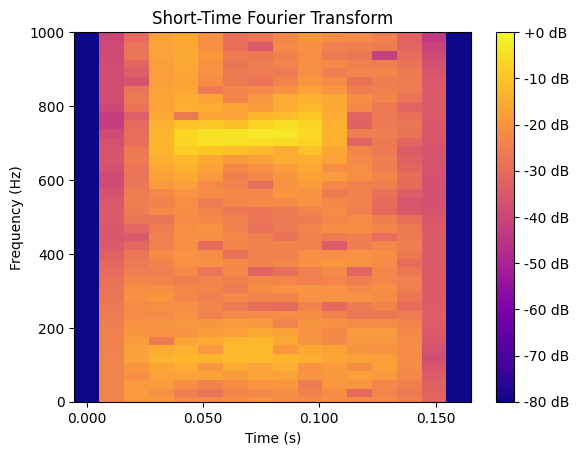 Short-Time Fourier Transform
Frequency (Hz)
1000
800
600
400
200
0
0.000
0.050
0.100
0.150
Time (s)
+0 dB
-10 dB
-20 dB
-30 dB
-40 dB
-50 dB
-60 dB
-70 dB
-80 dB